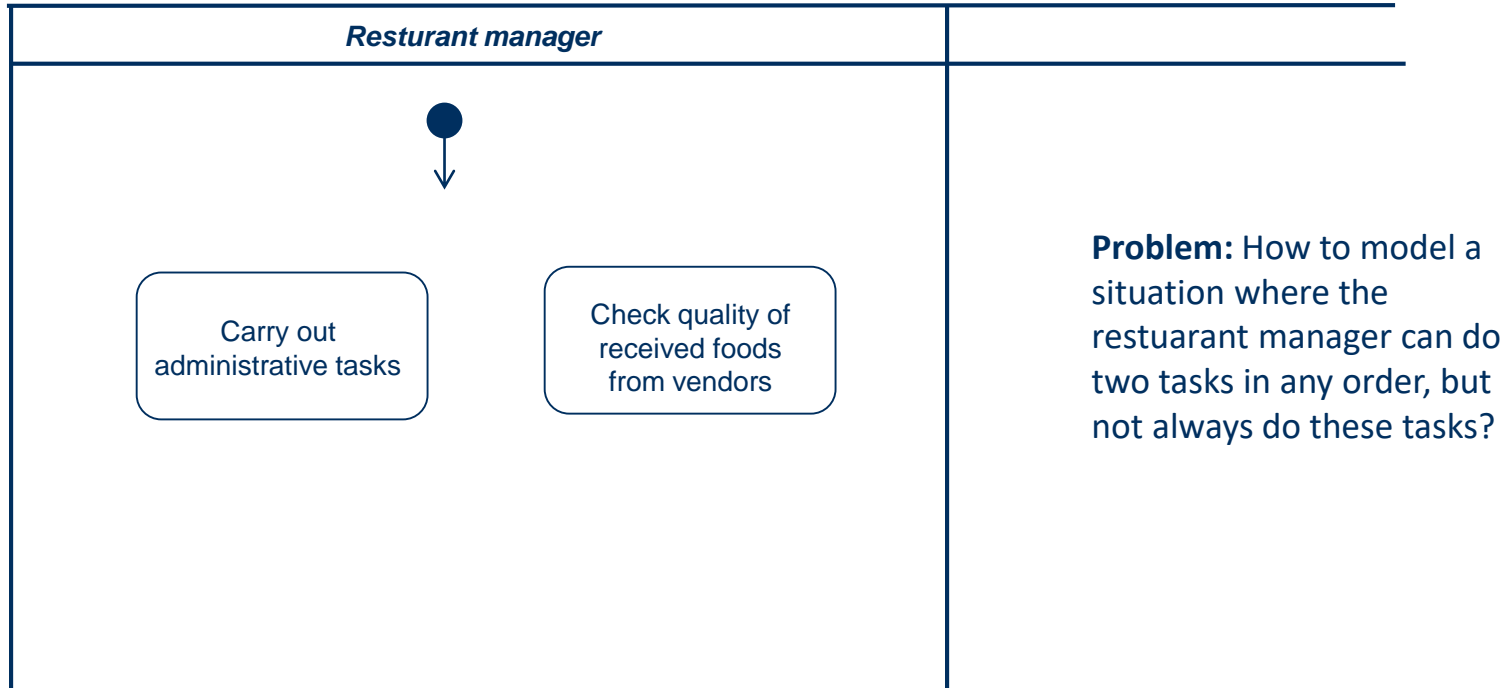 Resturant manager
Carry out
administrative tasks
Check quality of
received foods
from vendors
Problem: How to model a
situation where the
restuarant manager can do
two tasks in any order, but
not always do these tasks?